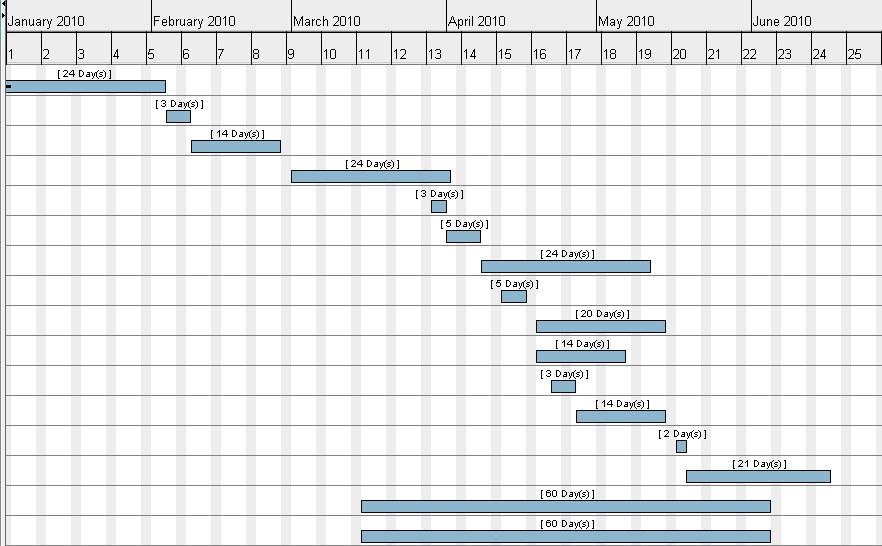 January 2010 February 2010 March 2010 April 2010 May 2010 June 2010
1 2 3 4 5 6 7 8 9 10 11 12 13 14 15 16 17 18 19 20 21 22 23 24 25
[ 24 Day(s) ]
[ 3 Day(s) ]
[ 14 Day(s) ]
[ 24 Day(s) ]
[ 3 Day(s) ]
[ 5 Day(s) ]
[ 24 Day(s) ]
[ 5 Day(s) ]
[ 20 Day(s) ]
[ 14 Day(s) ]
[ 3 Day(s) ]
[ 14 Day(s) ]
[ 2 Day(s) ]
[ 21 Day(s) ]
[ 60 Day(s) ]
[ 60 Day(s) ]